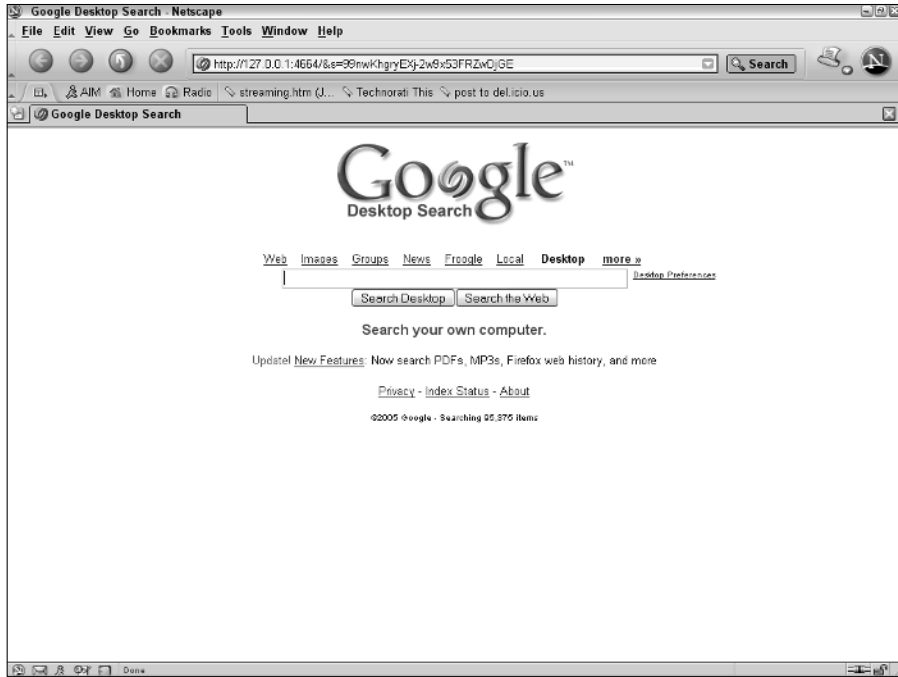 Google Desktop Search - Netscape
File Edit View Go Bookmarks Tools Window Help
http://127.0.0.1:4664/&s=99nwKhgryEXj-2w9x53FRZwOjGE
Search
N
AIM Home Radio streaming.htm (J... Technorati This post to del.icio.us
Google Desktop Search
Google™
Desktop Search
Web Images Groups News Froogle Local Desktop more »
Desktop Preferences
Search Desktop Search the Web
Search your own computer.
Update! New Features: Now search PDFs, MP3s, Firefox web history, and more
Privacy - Index Status - About
©2005 Google - Searching 95,375 items
Done